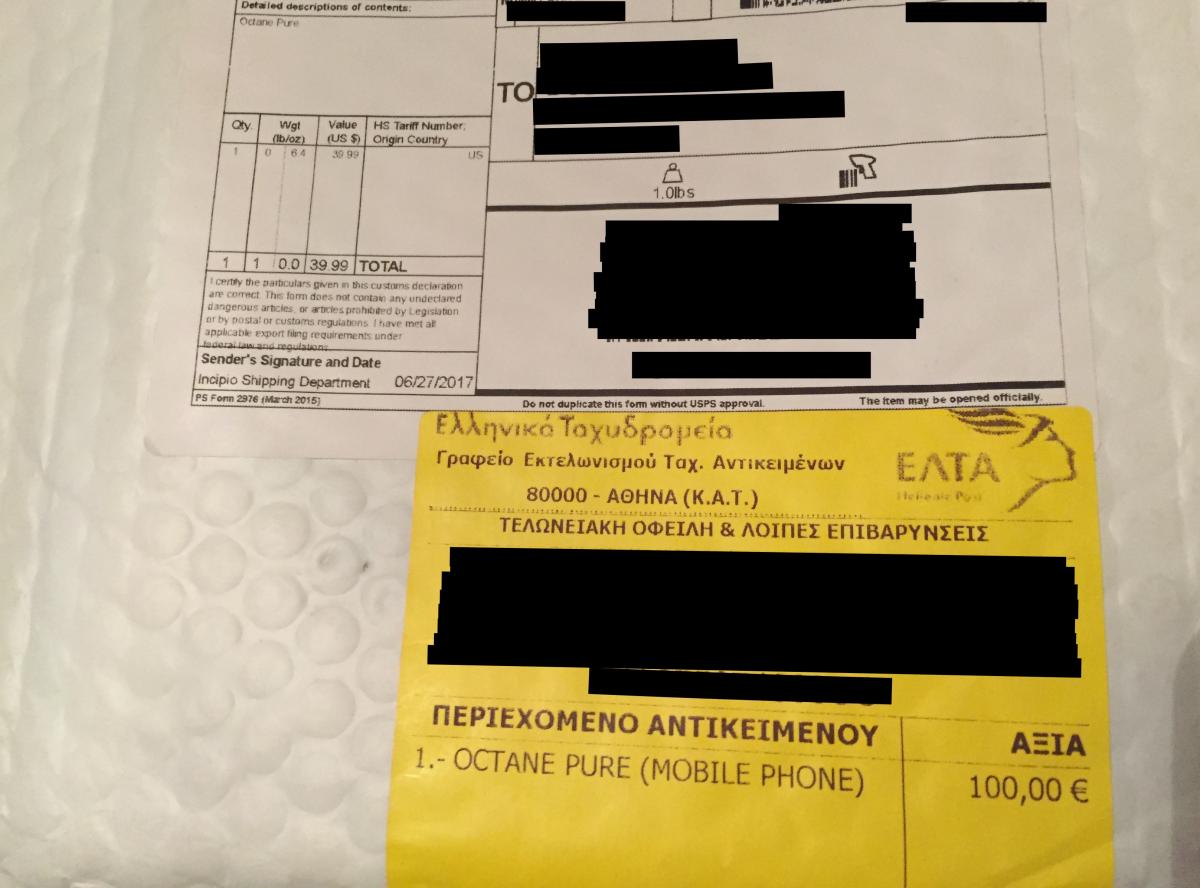 Detailed descriptions of contents:
Octane Pure
TO
Qty. Wgt (lb/oz) Value (US $) HS Tariff Number; Origin Country
1 0 6.4 39.99 US
1.0lbs
1 1 0.0 39.99 TOTAL
I certify the particulars given in this customs declaration
are correct. This form does not contain any undeclared
dangerous articles, or articles prohibited by Legislation
or by postal or customs regulations. I have met all
applicable export filing requirements under
federal law and regulations.
Sender's Signature and Date
Incipio Shipping Department 06/27/2017
PS Form 2976 (March 2015)
Do not duplicate this form without USPS approval.
The item may be opened officially.
Ελληνικά Ταχυδρομεία
Γραφείο Εκτελωνισμού Ταχ. Αντικειμένων
80000 - ΑΘΗΝΑ (Κ.Α.Τ.)
ΕΛΤΑ
Hellenic Post
ΤΕΛΩΝΕΙΑΚΗ ΟΦΕΙΛΗ & ΛΟΙΠΕΣ ΕΠΙΒΑΡΥΝΣΕΙΣ
ΠΕΡΙΕΧΟΜΕΝΟ ΑΝΤΙΚΕΙΜΕΝΟΥ ΑΞΙΑ
1.- OCTANE PURE (MOBILE PHONE) 100,00 €